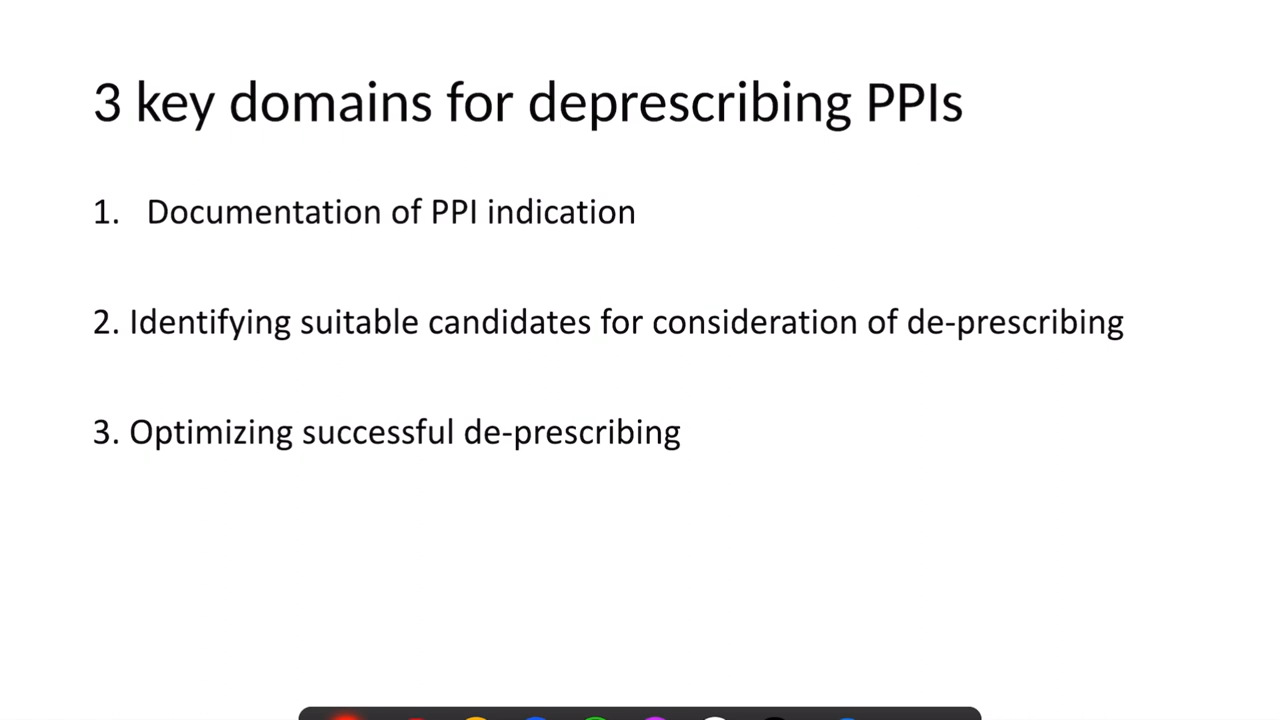 3 key domains for deprescribing PPIs
1. Documentation of PPI indication
2. Identifying suitable candidates for consideration of de-prescribing
3. Optimizing successful de-prescribing